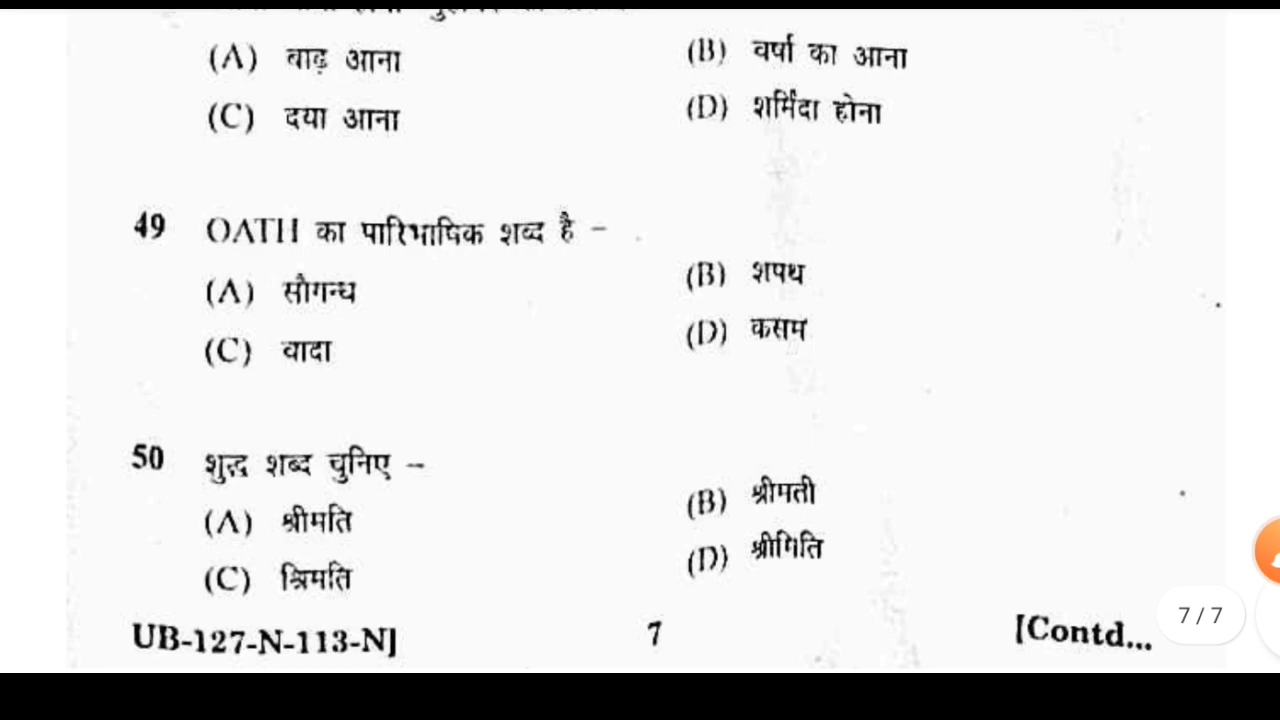 (A) बाढ़ आना (B) वर्षा का आना
(C) दया आना (D) शर्मिंदा होना
49 OATH का पारिभाषिक शब्द है –
(A) सौगन्ध (B) शपथ
(C) वादा (D) कसम
50 शुद्ध शब्द चुनिए –
(A) श्रीमति (B) श्रीमती
(C) श्रिमति (D) श्रीमिति
UB-127-N-113-N] 7 [Contd...
7 / 7